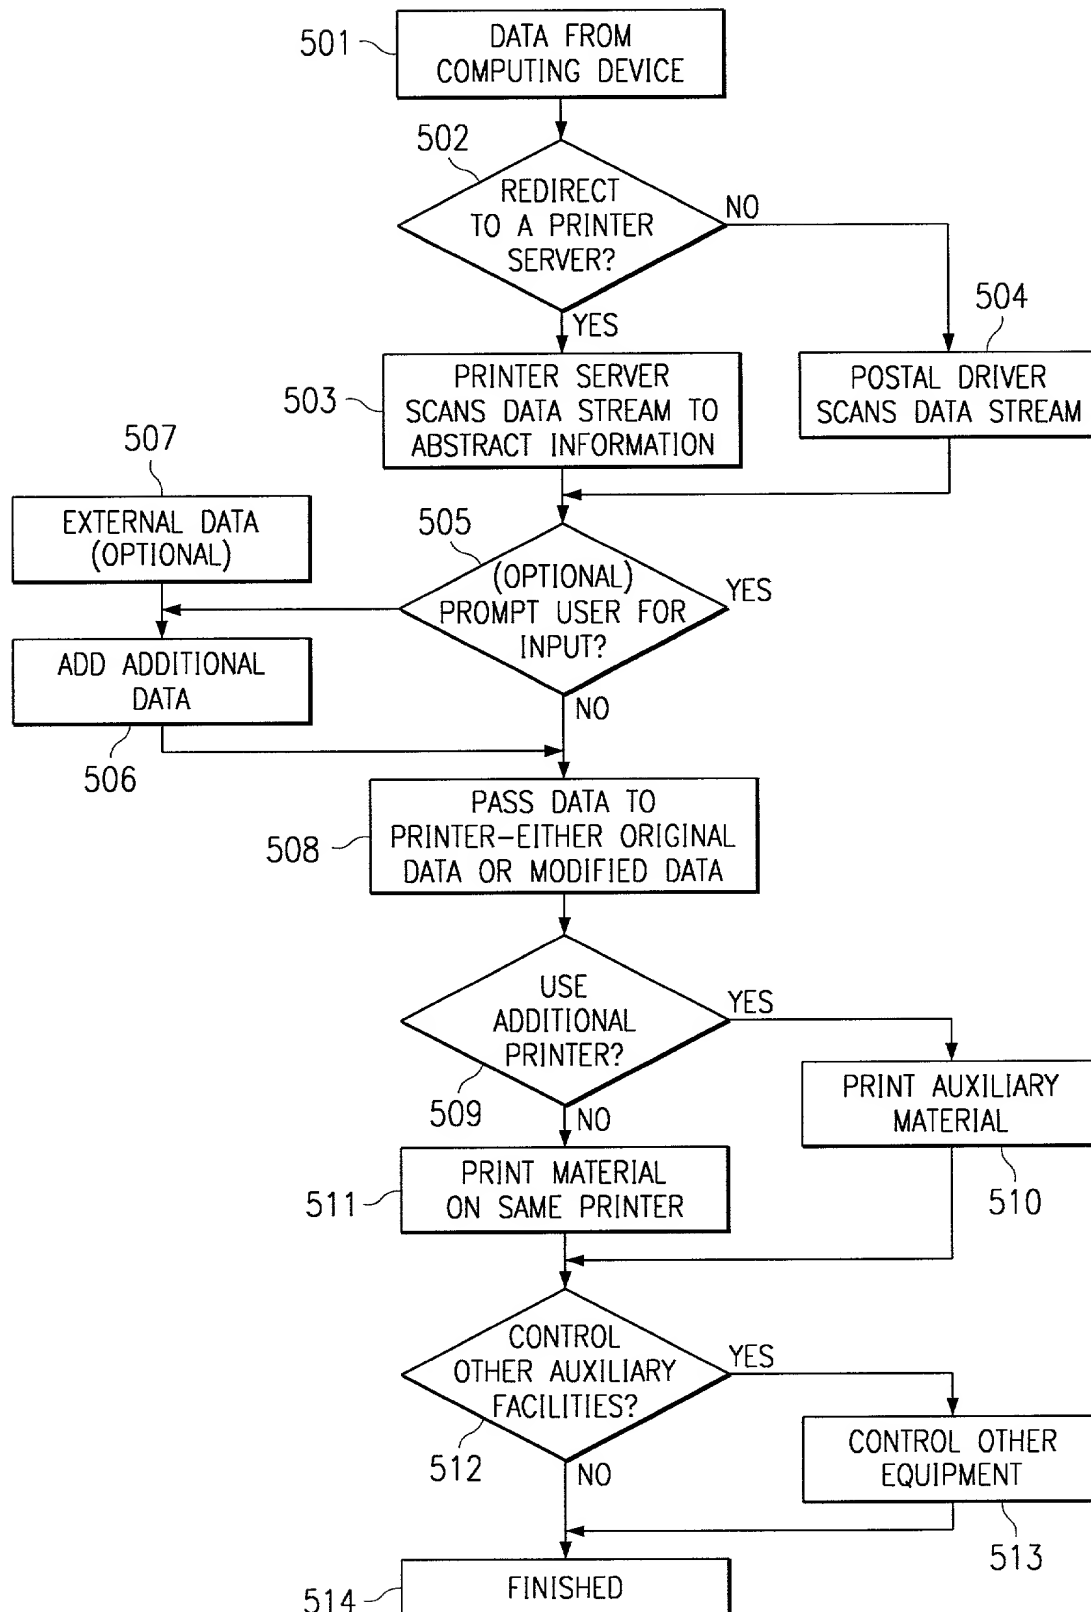 501
DATA FROM
COMPUTING DEVICE
502
REDIRECT
TO A PRINTER
SERVER?
NO
YES
503
PRINTER SERVER
SCANS DATA STREAM TO
ABSTRACT INFORMATION
504
POSTAL DRIVER
SCANS DATA STREAM
507
EXTERNAL DATA
(OPTIONAL)
505
(OPTIONAL)
PROMPT USER FOR
INPUT?
YES
NO
ADD ADDITIONAL
DATA
506
508
PASS DATA TO
PRINTER-EITHER ORIGINAL
DATA OR MODIFIED DATA
USE
ADDITIONAL
PRINTER?
YES
509
NO
PRINT AUXILIARY
MATERIAL
510
511
PRINT MATERIAL
ON SAME PRINTER
CONTROL
OTHER AUXILIARY
FACILITIES?
YES
512
NO
CONTROL OTHER
EQUIPMENT
513
514
FINISHED